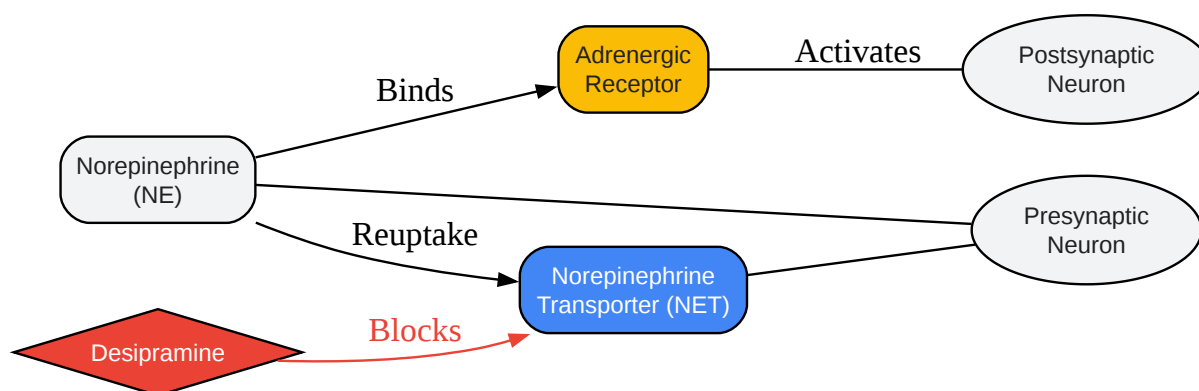 Adrenergic
Receptor
Activates
Postsynaptic
Neuron
Binds
Norepinephrine
(NE)
Presynaptic
Neuron
Reuptake
Norepinephrine
Transporter (NET)
Blocks
Desipramine